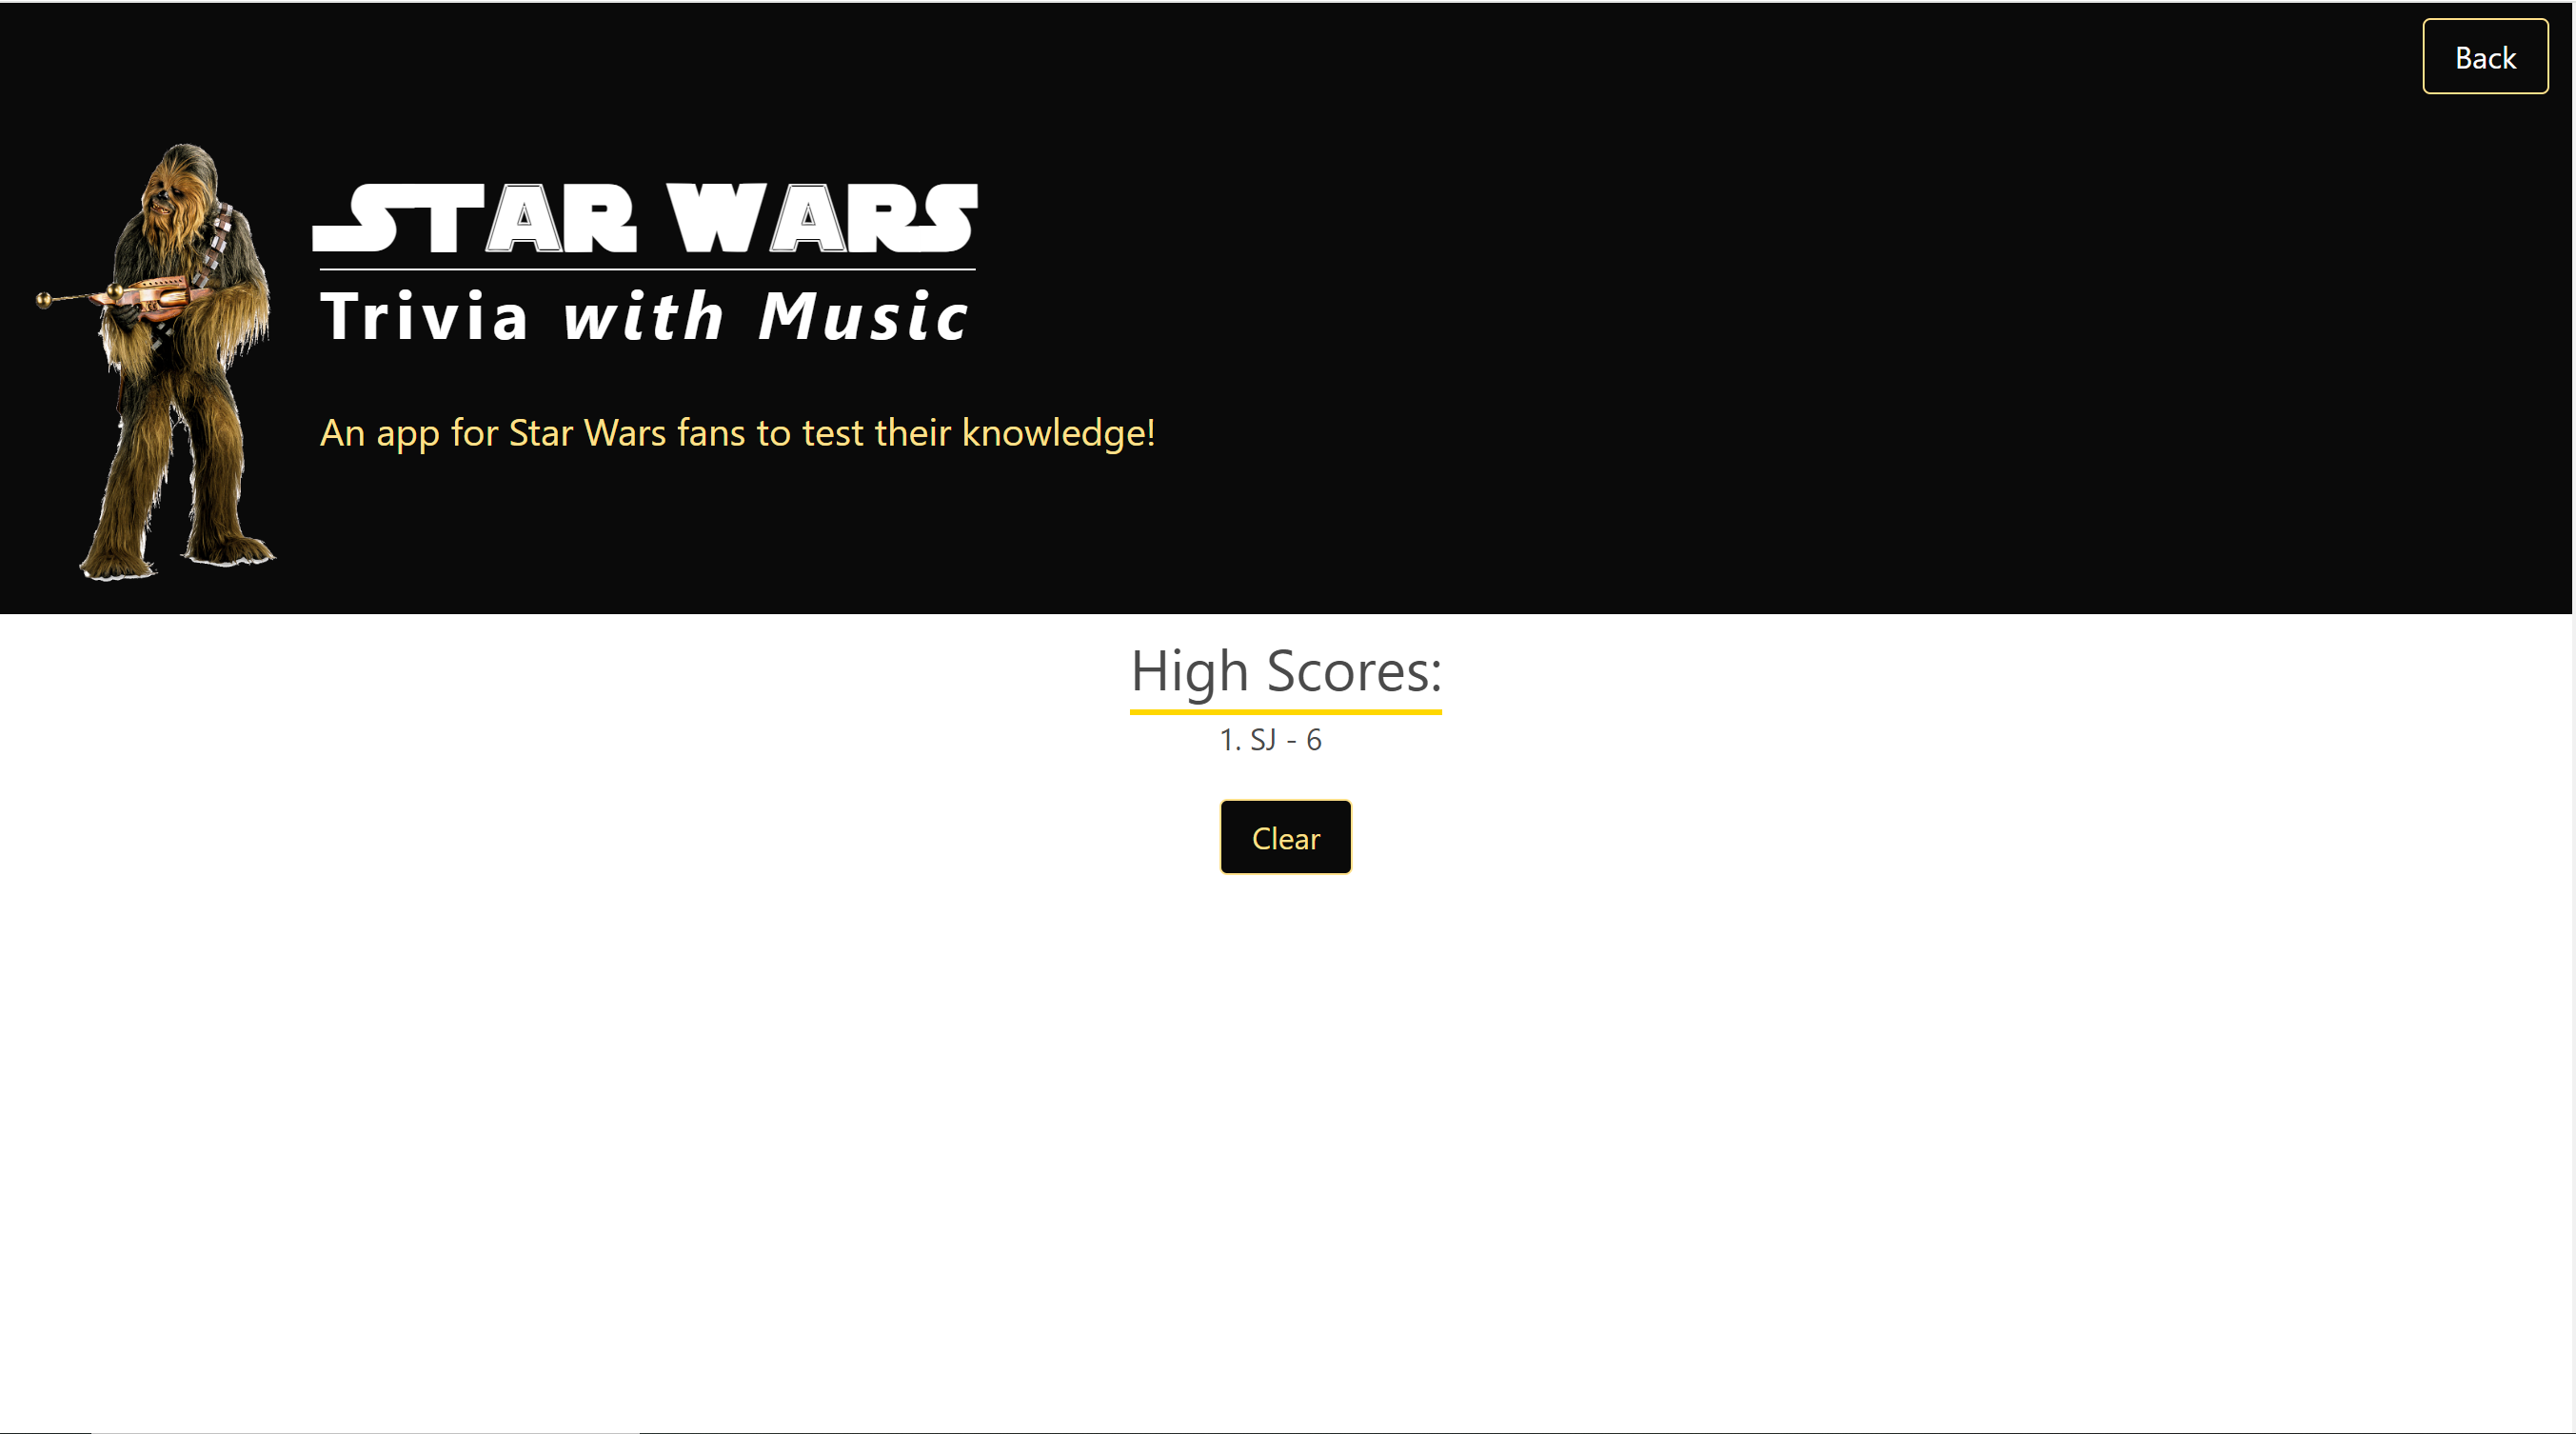 Back
STAR WARS
Trivia with Music
An app for Star Wars fans to test their knowledge!
High Scores:
1. SJ - 6
Clear